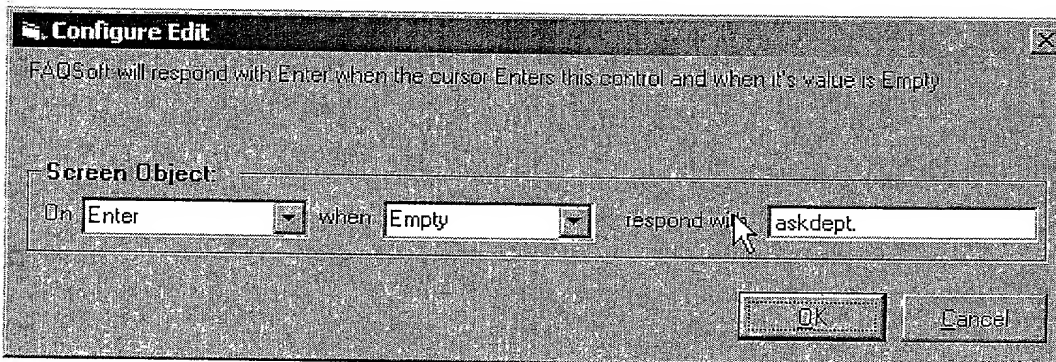 Configure Edit
FAQSoft will respond with Enter when the cursor Enters this control and when it's value is Empty
Screen Object:
On Enter when Empty respond with askdept.
OK Cancel